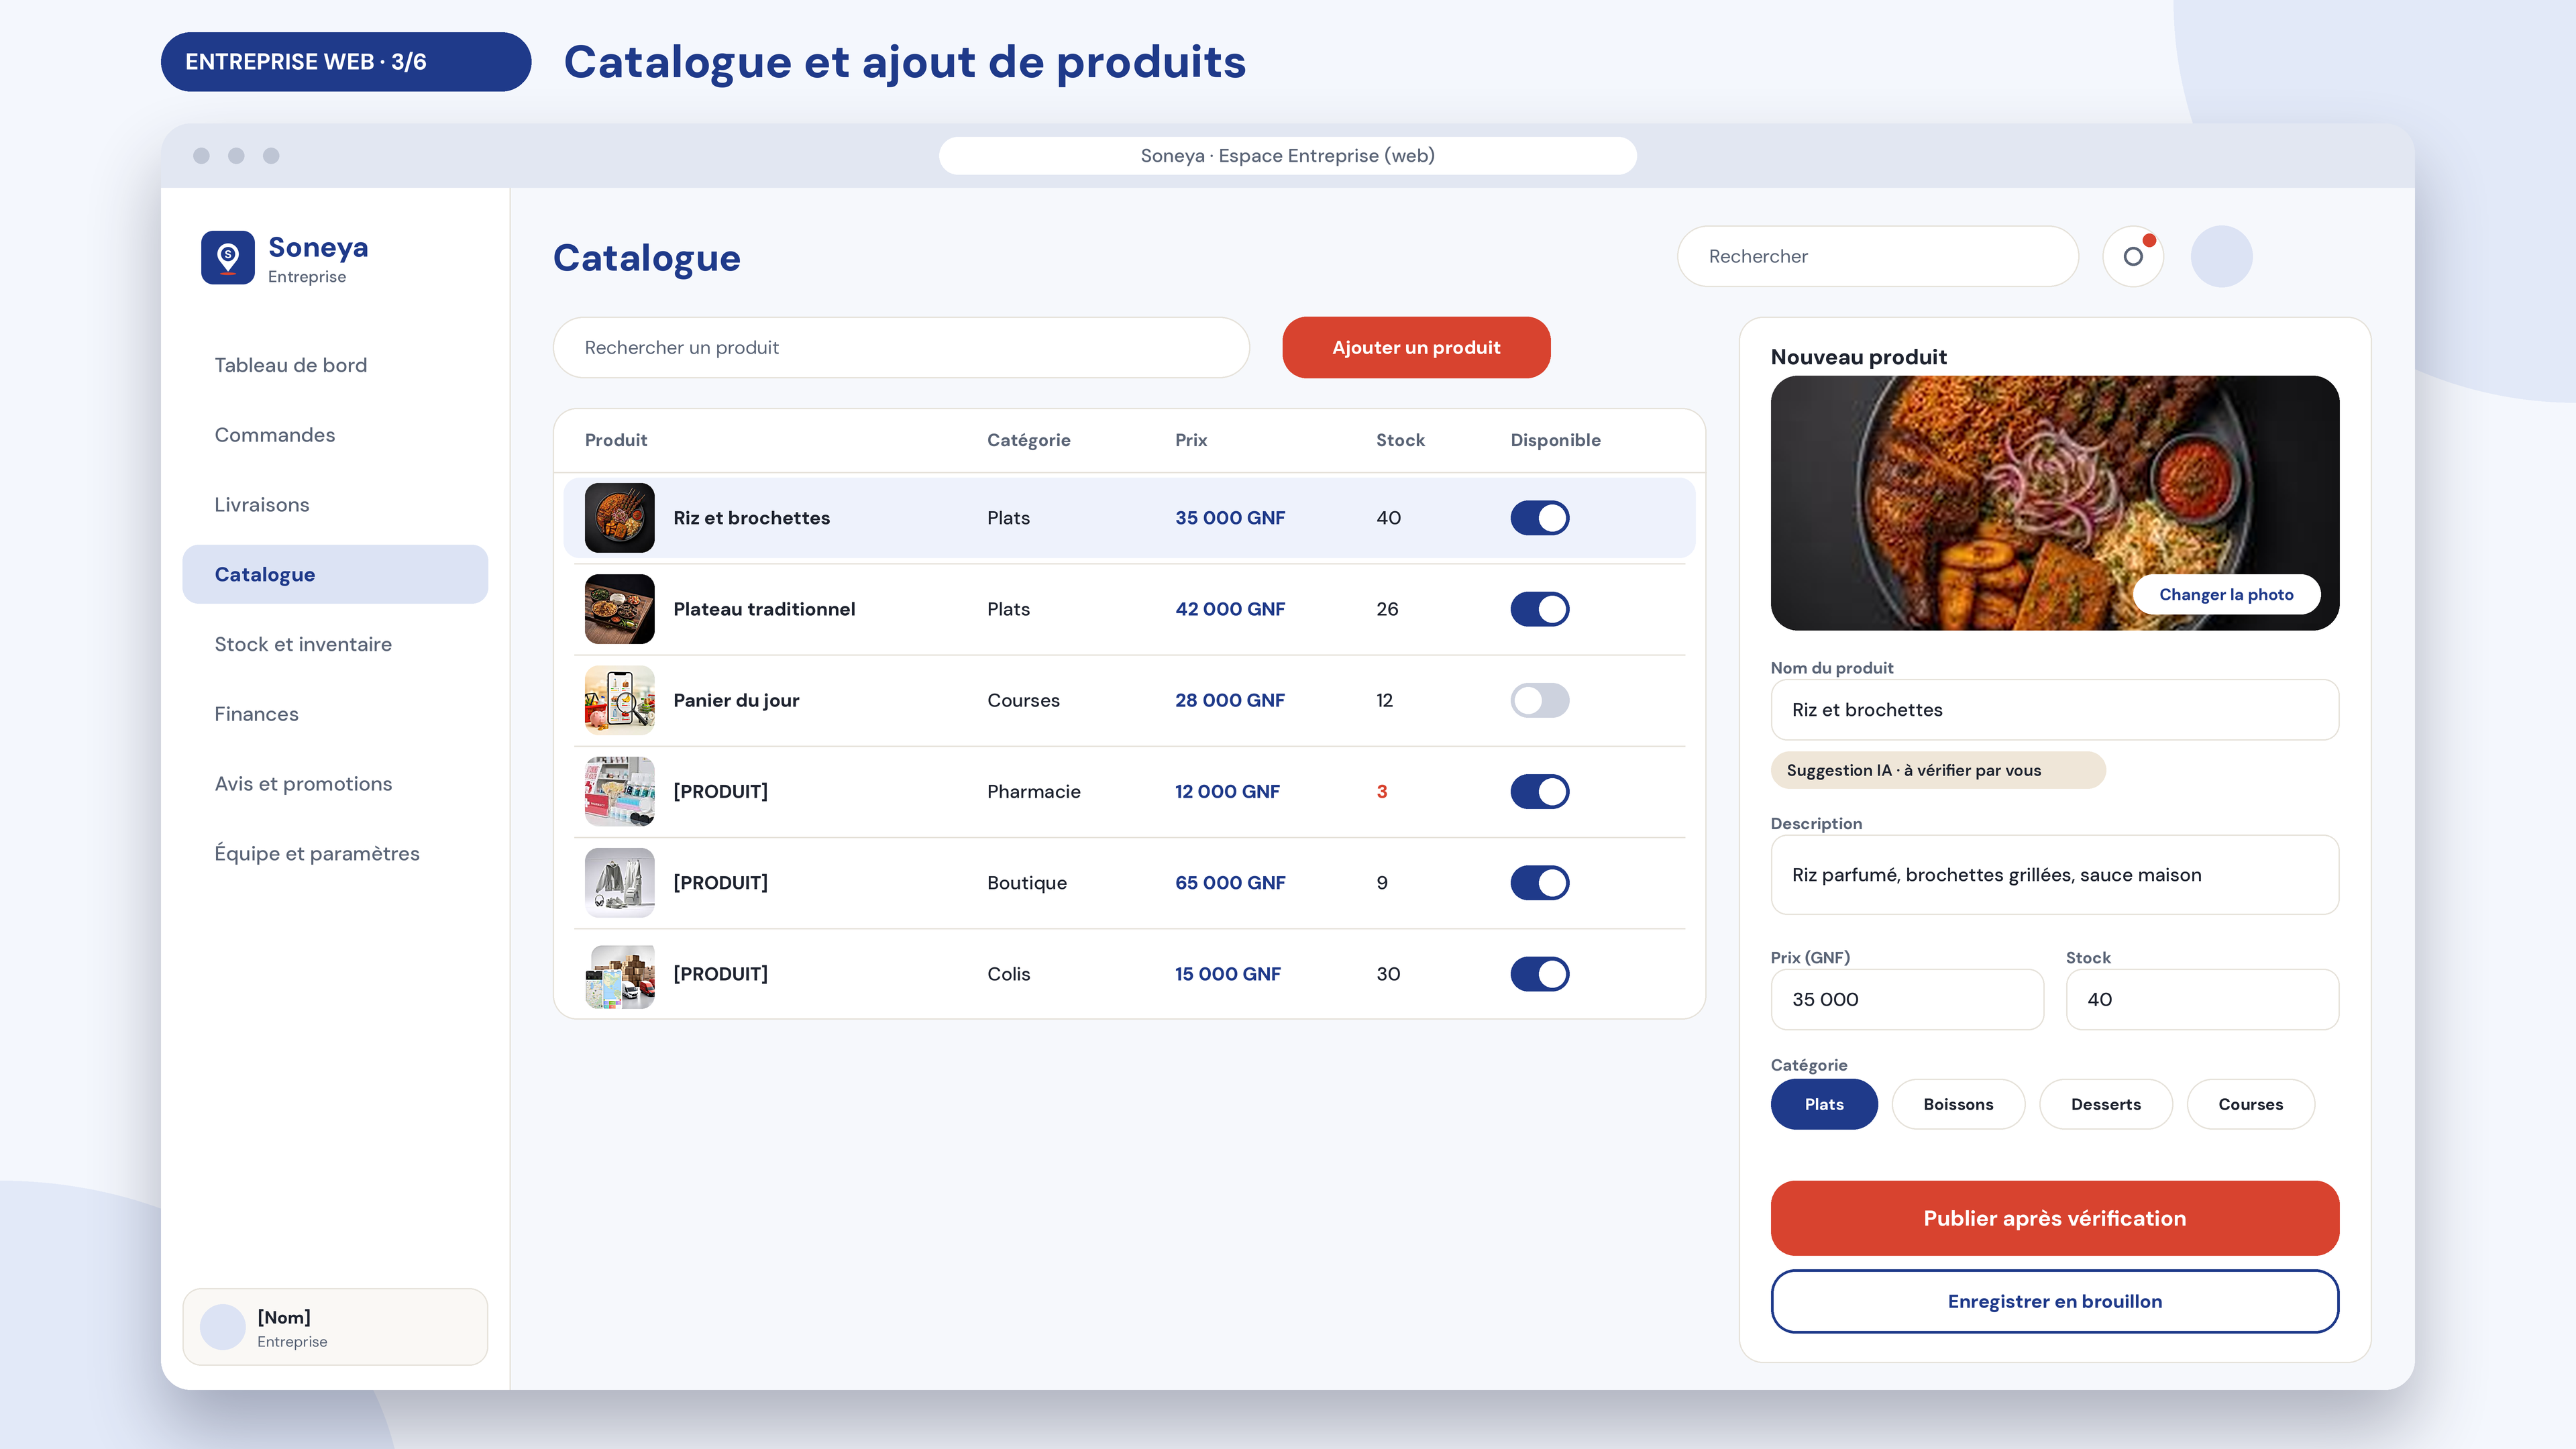 ENTREPRISE WEB · 3/6
Catalogue et ajout de produits
Soneya · Espace Entreprise (web)
S
Soneya
Entreprise
Tableau de bord
Commandes
Livraisons
Catalogue
Stock et inventaire
Finances
Avis et promotions
Équipe et paramètres
[Nom]
Entreprise
Catalogue
Rechercher
Rechercher un produit
Ajouter un produit
Produit Catégorie Prix Stock Disponible
Riz et brochettes Plats 35 000 GNF 40
Plateau traditionnel Plats 42 000 GNF 26
Panier du jour Courses 28 000 GNF 12
[PRODUIT] Pharmacie 12 000 GNF 3
[PRODUIT] Boutique 65 000 GNF 9
[PRODUIT] Colis 15 000 GNF 30
Nouveau produit
Changer la photo
Nom du produit
Riz et brochettes
Suggestion IA · à vérifier par vous
Description
Riz parfumé, brochettes grillées, sauce maison
Prix (GNF) Stock
35 000 40
Catégorie
Plats Boissons Desserts Courses
Publier après vérification
Enregistrer en brouillon